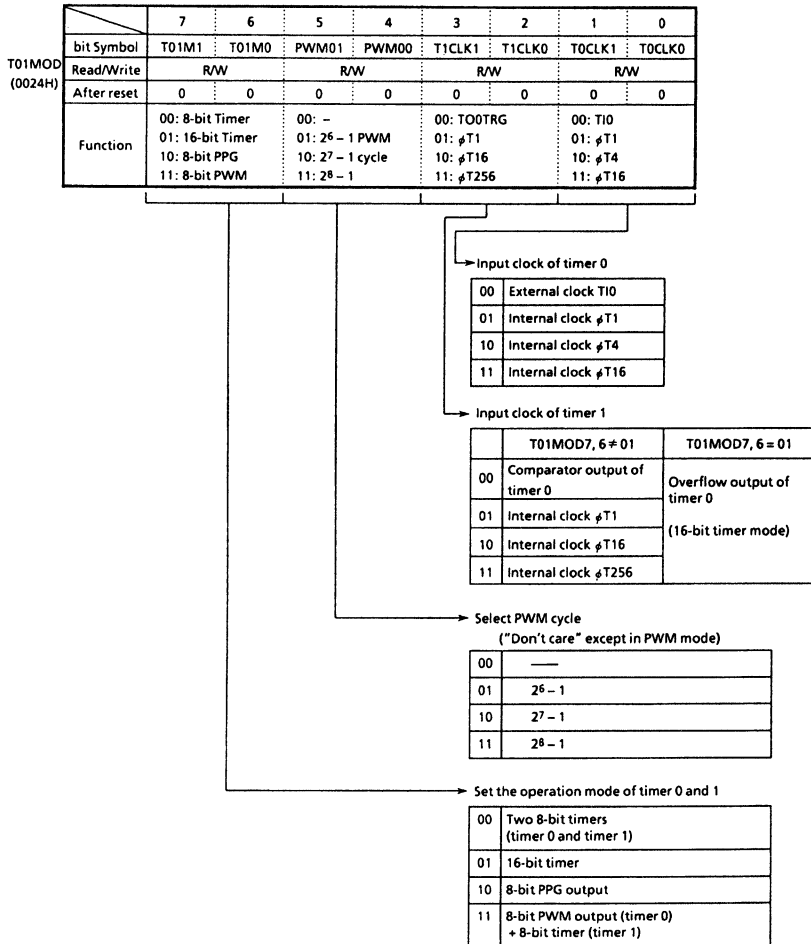 7 6 5 4 3 2 1 0
bit Symbol T01M1 T01M0 PWM01 PWM00 T1CLK1 T1CLK0 T0CLK1 T0CLK0
T01MOD
(0024H)
Read/Write R/W R/W R/W R/W
After reset 0 0 0 0 0 0 0 0
Function
00: 8-bit Timer
01: 16-bit Timer
10: 8-bit PPG
11: 8-bit PWM
00: –
01: 2⁶ – 1 PWM
10: 2⁷ – 1 cycle
11: 2⁸ – 1
00: TO0TRG
01: φT1
10: φT16
11: φT256
00: TI0
01: φT1
10: φT4
11: φT16
Input clock of timer 0
00 External clock TI0
01 Internal clock φT1
10 Internal clock φT4
11 Internal clock φT16
Input clock of timer 1
T01MOD7, 6 ≠ 01 T01MOD7, 6 = 01
00 Comparator output of
timer 0
01 Internal clock φT1
10 Internal clock φT16
11 Internal clock φT256
Overflow output of
timer 0
(16-bit timer mode)
Select PWM cycle
("Don't care" except in PWM mode)
00 —
01 2⁶ – 1
10 2⁷ – 1
11 2⁸ – 1
Set the operation mode of timer 0 and 1
00 Two 8-bit timers
(timer 0 and timer 1)
01 16-bit timer
10 8-bit PPG output
11 8-bit PWM output (timer 0)
+ 8-bit timer (timer 1)